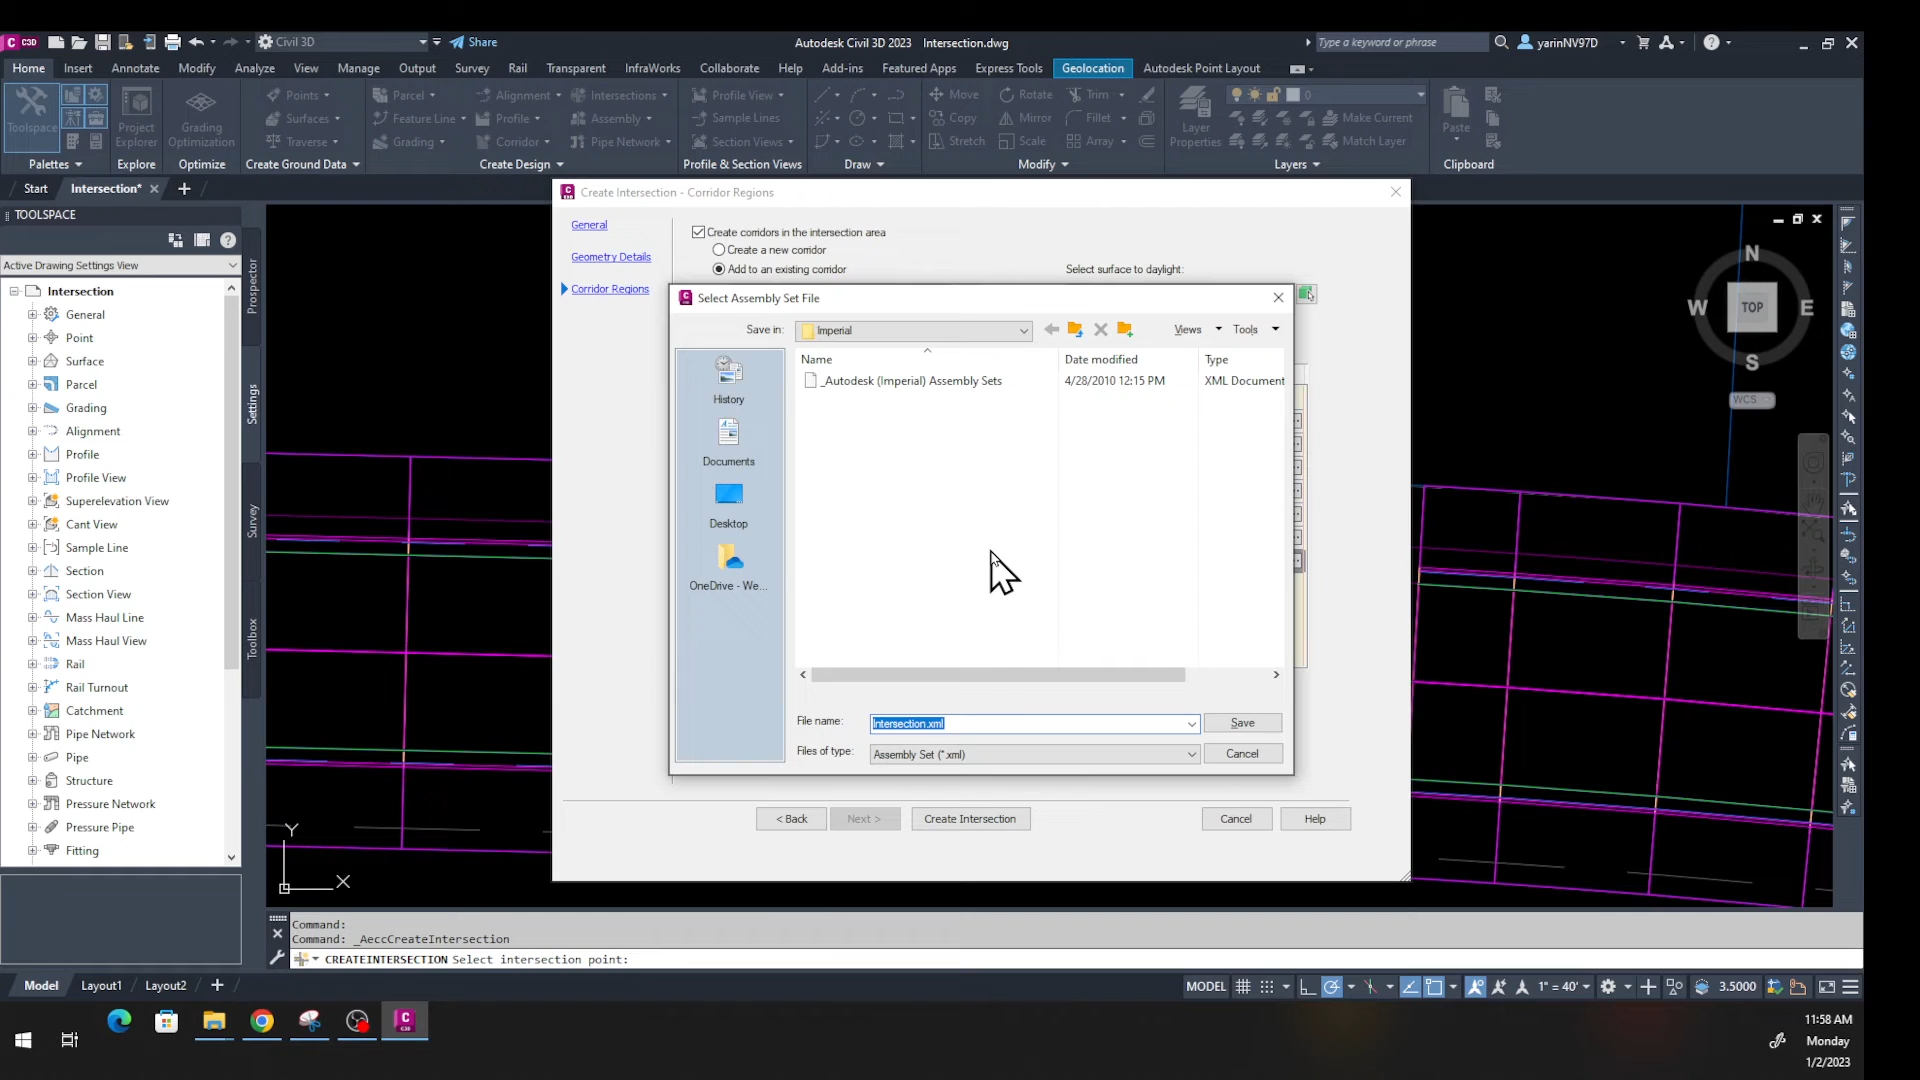 C3D
Civil 3D
Share
Autodesk Civil 3D 2023 Intersection.dwg
Type a keyword or phrase
yarinNV97D
Home Insert Annotate Modify Analyze View Manage Output Survey Rail Transparent InfraWorks Collaborate Help Add-ins Featured Apps Express Tools Geolocation Autodesk Point Layout
Toolspace
Project Explorer
Grading Optimization
Points
Surfaces
Traverse
Parcel
Feature Line
Grading
Alignment
Profile
Corridor
Intersections
Assembly
Pipe Network
Profile View
Sample Lines
Section Views
Move Rotate Trim
Copy Mirror Fillet
Stretch Scale Array
Layer Properties
0
Make Current
Match Layer
Paste
Palettes Explore Optimize Create Ground Data Create Design Profile & Section Views Draw Modify Layers Clipboard
Start Intersection*
TOOLSPACE
Active Drawing Settings View
Intersection
General
Point
Surface
Parcel
Grading
Alignment
Profile
Profile View
Superelevation View
Cant View
Sample Line
Section
Section View
Mass Haul Line
Mass Haul View
Rail
Rail Turnout
Catchment
Pipe Network
Pipe
Structure
Pressure Network
Pressure Pipe
Fitting
Prospector
Settings
Survey
Toolbox
Create Intersection - Corridor Regions
General
Geometry Details
Corridor Regions
Create corridors in the intersection area
Create a new corridor
Add to an existing corridor
Select surface to daylight:
Select Assembly Set File
Save in: Imperial
Views Tools
Name Date modified Type
_Autodesk (Imperial) Assembly Sets 4/28/2010 12:15 PM XML Document
History
Documents
Desktop
OneDrive - We...
File name: Intersection.xml Save
Files of type: Assembly Set (*.xml) Cancel
< Back Next > Create Intersection Cancel Help
N
W TOP E
S
WCS
Y
X
Command:
Command: _AeccCreateIntersection
CREATEINTERSECTION Select intersection point:
Model Layout1 Layout2
MODEL 1" = 40' 3.5000
11:58 AM
Monday
1/2/2023